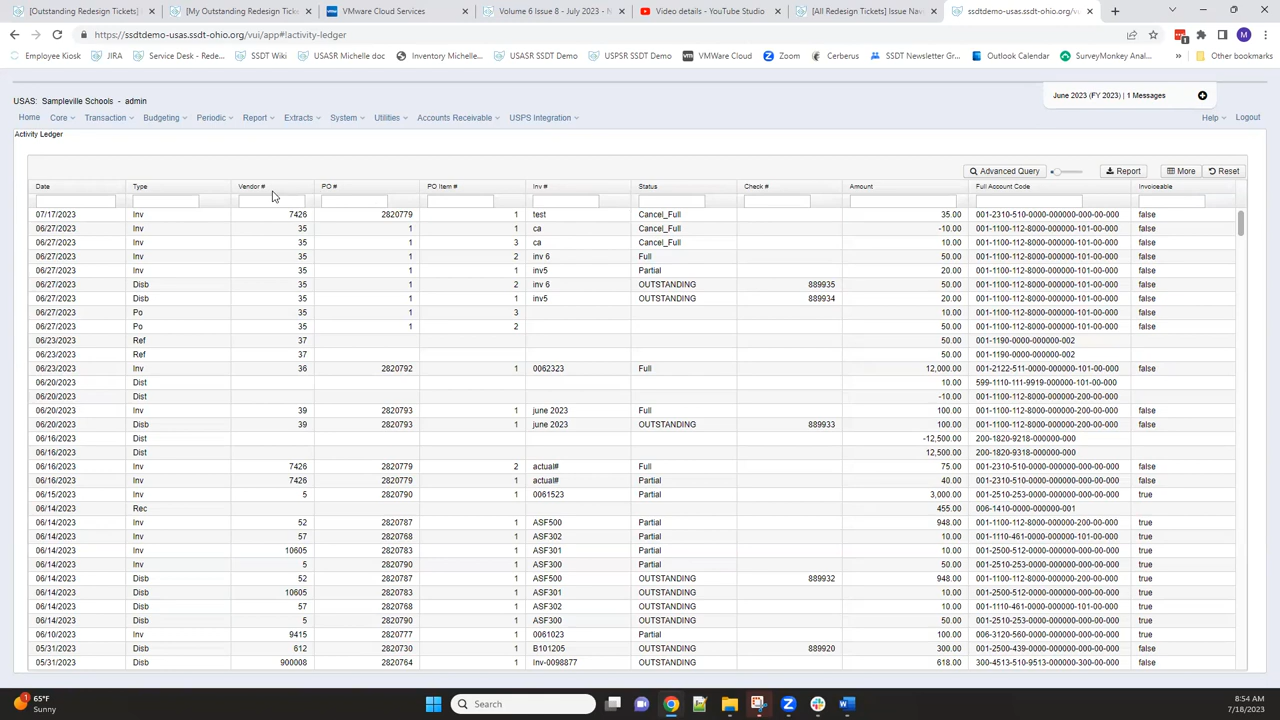 [Outstanding Redesign Tickets] [My Outstanding Redesign Tick VMware Cloud Services Volume 6 Issue 8 - July 2023 - Video details - YouTube Studio [All Redesign Tickets] Issue Nav ssdtdemo-usas.ssdt-ohio.org/vu
https://ssdtdemo-usas.ssdt-ohio.org/vui/app#!activity-ledger
Employee Kiosk JIRA Service Desk - Rede... SSDT Wiki USASR Michelle doc Inventory Michelle... USASR SSDT Demo USPSR SSDT Demo VMWare Cloud Zoom Cerberus SSDT Newsletter Gr... Outlook Calendar SurveyMonkey Anal... » Other bookmarks
June 2023 (FY 2023) | 1 Messages
USAS: Sampleville Schools - admin
Home Core Transaction Budgeting Periodic Report Extracts System Utilities Accounts Receivable USPS Integration Help Logout
Activity Ledger
Advanced Query Report More Reset
Date Type Vendor # PO # PO Item # Inv # Status Check # Amount Full Account Code Invoiceable
07/17/2023 Inv 7426 2820779 1 test Cancel_Full 35.00 001-2310-510-0000-000000-000-00-000 false
06/27/2023 Inv 35 1 1 ca Cancel_Full -10.00 001-1100-112-8000-000000-101-00-000 false
06/27/2023 Inv 35 1 3 ca Cancel_Full 10.00 001-1100-112-8000-000000-101-00-000 false
06/27/2023 Inv 35 1 2 inv 6 Full 50.00 001-1100-112-8000-000000-101-00-000 false
06/27/2023 Inv 35 1 1 inv5 Partial 20.00 001-1100-112-8000-000000-101-00-000 false
06/27/2023 Disb 35 1 2 inv 6 OUTSTANDING 889935 50.00 001-1100-112-8000-000000-101-00-000 false
06/27/2023 Disb 35 1 1 inv5 OUTSTANDING 889934 20.00 001-1100-112-8000-000000-101-00-000 false
06/27/2023 Po 35 1 3 10.00 001-1100-112-8000-000000-101-00-000 false
06/27/2023 Po 35 1 2 50.00 001-1100-112-8000-000000-101-00-000 false
06/23/2023 Ref 37 50.00 001-1190-0000-000000-002
06/23/2023 Ref 37 50.00 001-1190-0000-000000-002
06/23/2023 Inv 36 2820792 1 0062323 Full 12,000.00 001-2122-511-0000-000000-101-00-000 false
06/20/2023 Dist 10.00 599-1110-111-9919-000000-101-00-000
06/20/2023 Dist -10.00 001-1100-112-8000-000000-101-00-000
06/20/2023 Inv 39 2820793 1 june 2023 Full 100.00 001-1100-112-8000-000000-200-00-000 false
06/20/2023 Disb 39 2820793 1 june 2023 OUTSTANDING 889933 100.00 001-1100-112-8000-000000-200-00-000 false
06/16/2023 Dist -12,500.00 200-1820-9218-000000-000
06/16/2023 Dist 12,500.00 200-1820-9318-000000-000
06/16/2023 Inv 7426 2820779 2 actual# Full 75.00 001-2310-510-0000-000000-000-00-000 false
06/16/2023 Inv 7426 2820779 1 actual# Partial 40.00 001-2310-510-0000-000000-000-00-000 false
06/15/2023 Inv 5 2820790 1 0061523 Partial 3,000.00 001-2510-253-0000-000000-000-00-000 true
06/14/2023 Rec 455.00 006-1410-0000-000000-001
06/14/2023 Inv 52 2820787 1 ASF500 Partial 948.00 001-1100-112-8000-000000-200-00-000 true
06/14/2023 Inv 57 2820768 1 ASF302 Partial 10.00 001-1110-461-0000-000000-101-00-000 true
06/14/2023 Inv 10605 2820783 1 ASF301 Partial 10.00 001-2500-512-0000-000000-000-00-000 true
06/14/2023 Inv 5 2820790 1 ASF300 Partial 50.00 001-2510-253-0000-000000-000-00-000 true
06/14/2023 Disb 52 2820787 1 ASF500 OUTSTANDING 889932 948.00 001-1100-112-8000-000000-200-00-000 true
06/14/2023 Disb 10605 2820783 1 ASF301 OUTSTANDING 10.00 001-2500-512-0000-000000-000-00-000 true
06/14/2023 Disb 57 2820768 1 ASF302 OUTSTANDING 10.00 001-1110-461-0000-000000-101-00-000 true
06/14/2023 Disb 5 2820790 1 ASF300 OUTSTANDING 50.00 001-2510-253-0000-000000-000-00-000 true
06/10/2023 Inv 9415 2820777 1 0061023 Partial 100.00 006-3120-560-0000-000000-000-00-000 true
05/31/2023 Disb 612 2820730 1 B101205 OUTSTANDING 889920 300.00 001-2500-439-0000-000000-000-00-000 false
05/31/2023 Disb 900008 2820764 1 Inv-0098877 OUTSTANDING 618.00 300-4513-510-9513-000000-300-00-000 true
65°F
Sunny
Search
8:54 AM
7/18/2023